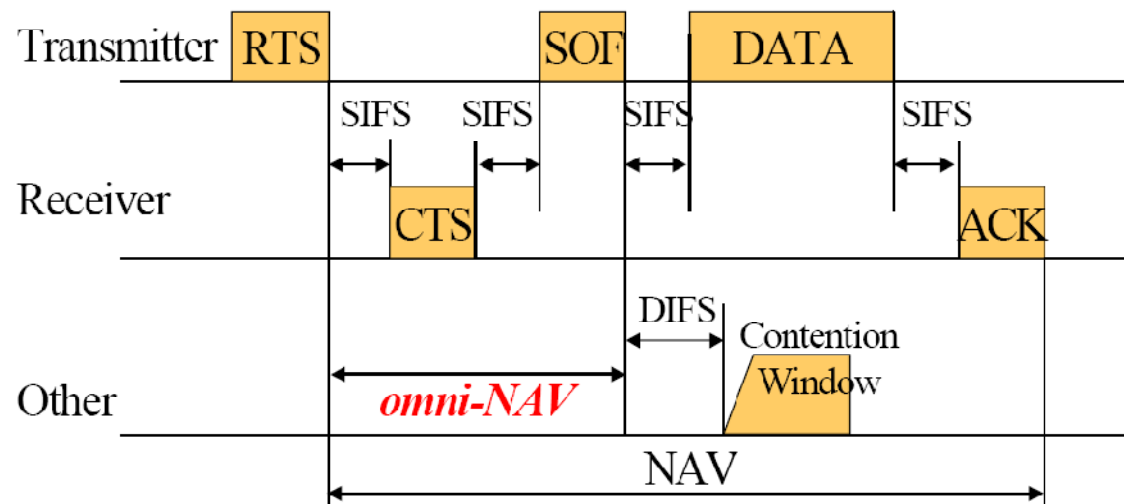 Transmitter RTS SOF DATA
SIFS SIFS SIFS SIFS
Receiver CTS ACK
DIFS
Contention
Window
Other omni-NAV
NAV